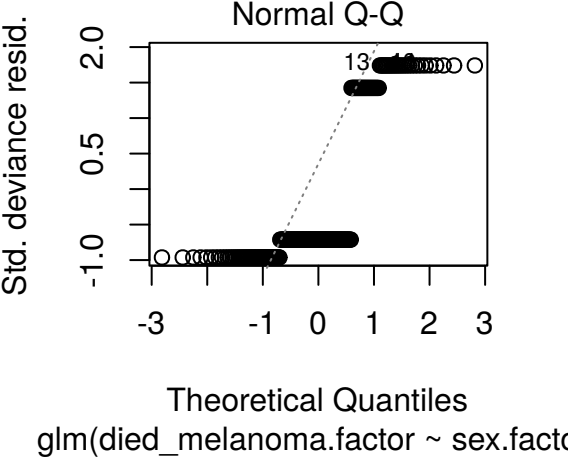 Normal Q-Q
Std. deviance resid.
2.0
0.5
-1.0
13
-3
-1
0
1
2
3
Theoretical Quantiles
glm(died_melanoma.factor ~ sex.facto